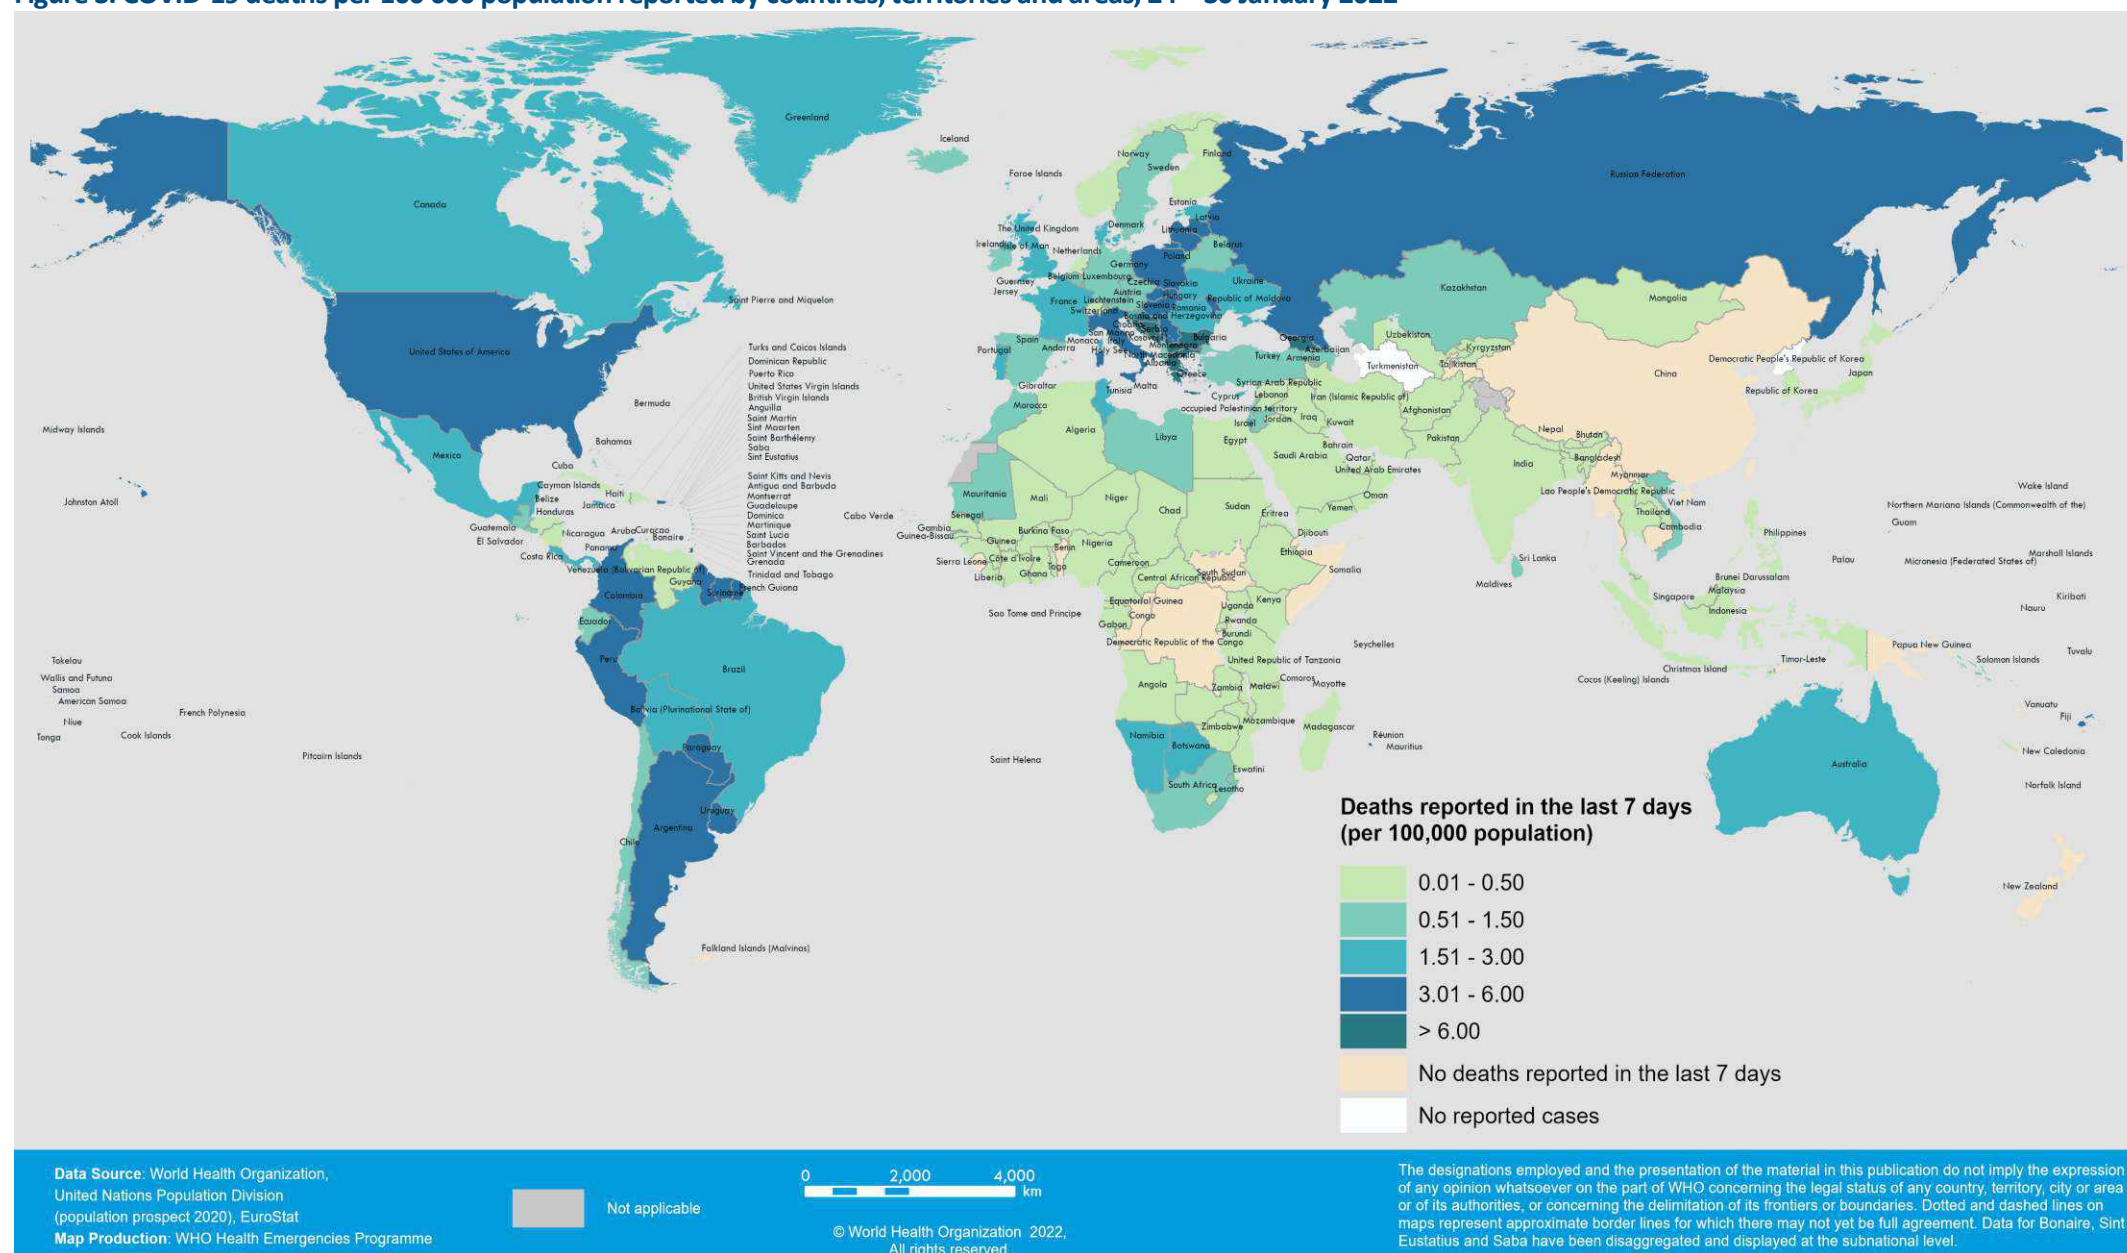 Greenland
Iceland
Faroe Islands
Norway
Sweden
Finland
Russian Federation
Canada
Estonia
Latvia
The United Kingdom
Denmark
Lithuania
Ireland
Isle of Man
Netherlands
Belarus
Germany
Poland
Guernsey
Belgium Luxembourg
Czechia Slovakia
Ukraine
Kazakhstan
Jersey
Austria
Hungary
Republic of Moldova
Saint Pierre and Miquelon
France Liechtenstein
Slovenia
Romania
Mongolia
Switzerland
Bosnia and Herzegovina
Croatia
San Marino
Serbia
Kosovo[1]
Bulgaria
Georgia
Uzbekistan
Spain
Monaco
Italy
Montenegro
Azerbaijan
Kyrgyzstan
United States of America
Portugal
Andorra
Holy See
North Macedonia
Albania
Turkey
Armenia
Turkmenistan
Tajikistan
Democratic People's Republic of Korea
Greece
China
Japan
Turks and Caicos Islands
Dominican Republic
Puerto Rico
United States Virgin Islands
British Virgin Islands
Anguilla
Saint Martin
Sint Maarten
Saint Barthélemy
Saba
Sint Eustatius
Saint Kitts and Nevis
Antigua and Barbuda
Montserrat
Guadeloupe
Dominica
Martinique
Saint Lucia
Barbados
Saint Vincent and the Grenadines
Grenada
Trinidad and Tobago
French Guiana
Gibraltar
Tunisia
Malta
Syrian Arab Republic
Republic of Korea
Cyprus
Lebanon
Iran (Islamic Republic of)
Bermuda
Morocco
occupied Palestinian territory
Afghanistan
Israel
Jordan
Iraq
Kuwait
Midway Islands
Algeria
Libya
Egypt
Pakistan
Nepal
Bhutan
Bahamas
Bahrain
Mexico
Saudi Arabia
Qatar
United Arab Emirates
India
Bangladesh
Cuba
Myanmar
Cayman Islands
Haiti
Lao People's Democratic Republic
Wake Island
Belize
Jamaica
Mauritania
Mali
Niger
Oman
Johnston Atoll
Honduras
Cabo Verde
Senegal
Chad
Sudan
Eritrea
Yemen
Viet Nam
Thailand
Northern Mariana Islands (Commonwealth of the)
Guatemala
Nicaragua
Aruba
Curacao
Gambia
Burkina Faso
Guam
El Salvador
Bonaire
Guinea-Bissau
Guinea
Benin
Nigeria
Djibouti
Cambodia
Philippines
Panama
Costa Rica
Sierra Leone
Côte d'Ivoire
Togo
Cameroon
Ethiopia
Sri Lanka
Palau
Marshall Islands
Micronesia (Federated States of)
Venezuela (Bolivarian Republic of)
Liberia
Ghana
Central African Republic
South Sudan
Somalia
Guyana
Maldives
Brunei Darussalam
Colombia
Suriname
Equatorial Guinea
Uganda
Kenya
Singapore
Malaysia
Indonesia
Kiribati
Nauru
Ecuador
Sao Tome and Principe
Gabon
Congo
Rwanda
Burundi
Democratic Republic of the Congo
Seychelles
Papua New Guinea
Tuvalu
Tokelau
Peru
Brazil
United Republic of Tanzania
Christmas Island
Timor-Leste
Solomon Islands
Wallis and Futuna
Angola
Zambia
Malawi
Comoros
Mayotte
Cocos (Keeling) Islands
Samoa
American Samoa
French Polynesia
Bolivia (Plurinational State of)
Vanuatu
Niue
Zimbabwe
Mozambique
Madagascar
Fiji
Tonga
Cook Islands
Paraguay
Namibia
Botswana
Réunion
Mauritius
New Caledonia
Pitcairn Islands
Saint Helena
Eswatini
Australia
South Africa
Lesotho
Norfolk Island
Uruguay
Argentina
Chile
New Zealand
Falkland Islands (Malvinas)
Deaths reported in the last 7 days
(per 100,000 population)
0.01 - 0.50
0.51 - 1.50
1.51 - 3.00
3.01 - 6.00
> 6.00
No deaths reported in the last 7 days
No reported cases
Data Source: World Health Organization,
United Nations Population Division
(population prospect 2020), EuroStat
Map Production: WHO Health Emergencies Programme
Not applicable
0 2,000 4,000
km
© World Health Organization 2022,
All rights reserved
The designations employed and the presentation of the material in this publication do not imply the expression
of any opinion whatsoever on the part of WHO concerning the legal status of any country, territory, city or area
or of its authorities, or concerning the delimitation of its frontiers or boundaries. Dotted and dashed lines on
maps represent approximate border lines for which there may not yet be full agreement. Data for Bonaire, Sint
Eustatius and Saba have been disaggregated and displayed at the subnational level.